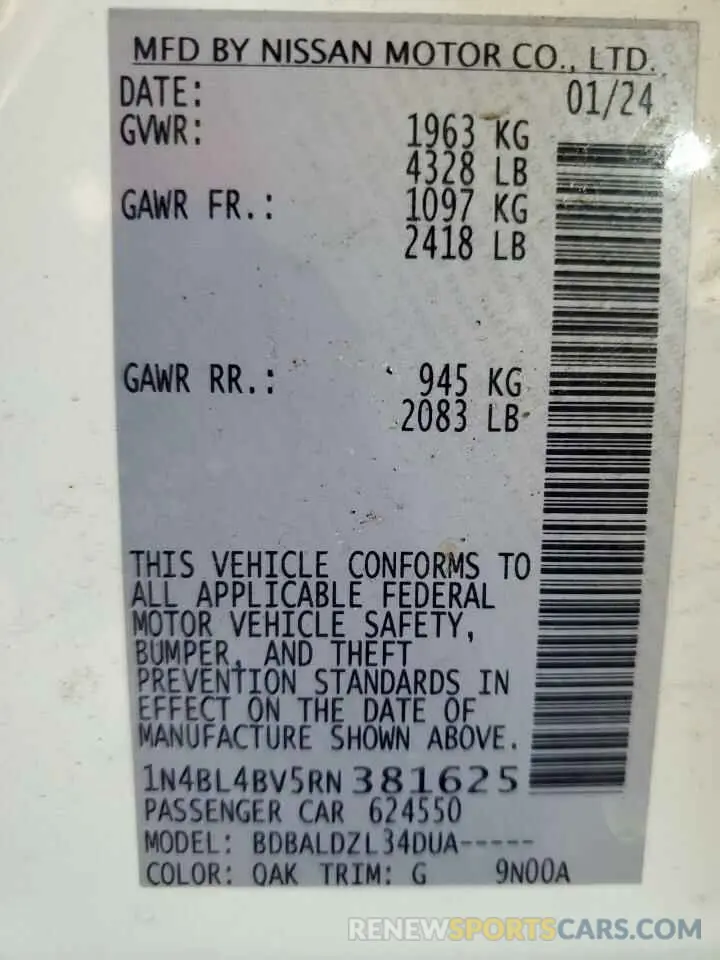 MFD BY NISSAN MOTOR CO., LTD.
DATE: 01/24
GVWR: 1963 KG
4328 LB
GAWR FR.: 1097 KG
2418 LB
GAWR RR.: 945 KG
2083 LB
THIS VEHICLE CONFORMS TO
ALL APPLICABLE FEDERAL
MOTOR VEHICLE SAFETY,
BUMPER, AND THEFT
PREVENTION STANDARDS IN
EFFECT ON THE DATE OF
MANUFACTURE SHOWN ABOVE.
1N4BL4BV5RN381625
PASSENGER CAR 624550
MODEL: BDBALDZL34DUA-----
COLOR: QAK TRIM: G 9N00A
RENEWSPORTSCARS.COM